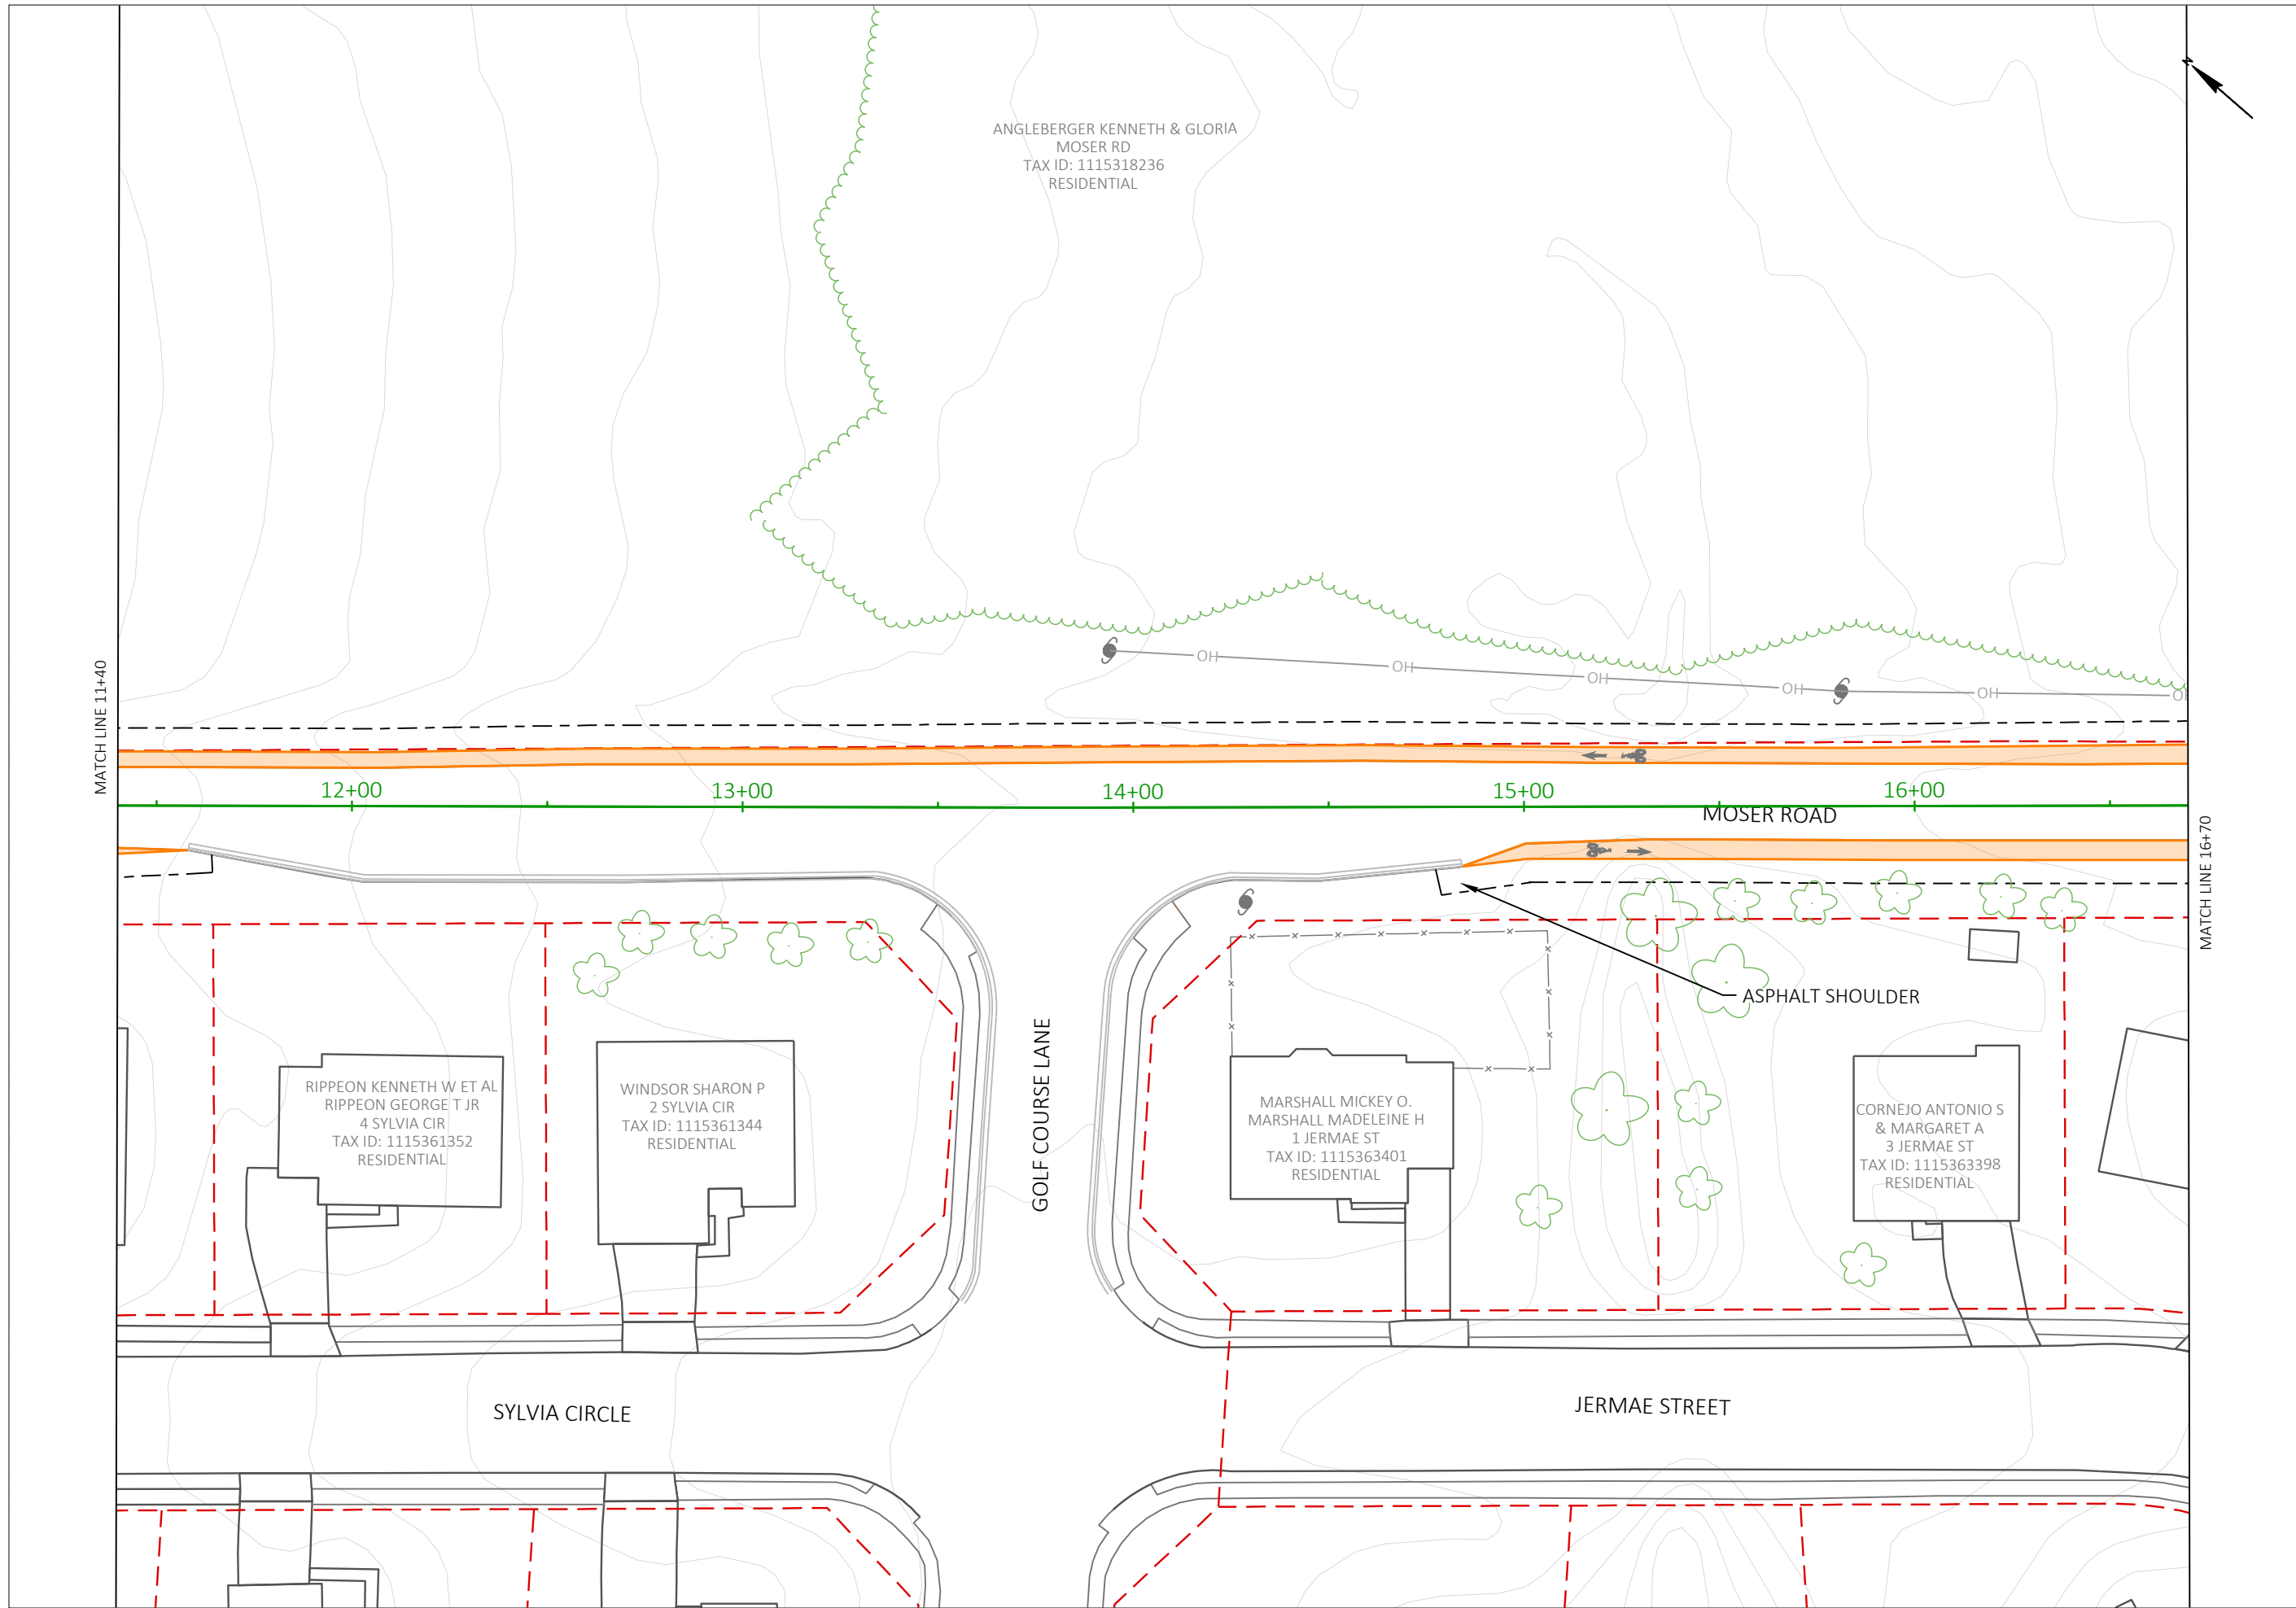 ANGLEBERGER KENNETH & GLORIA
MOSER RD
TAX ID: 1115318236
RESIDENTIAL
OH
OH
OH
OH
OH
MATCH LINE 11+40
12+00
13+00
14+00
15+00
16+00
MOSER ROAD
MATCH LINE 16+70
ASPHALT SHOULDER
GOLF COURSE LANE
RIPPEON KENNETH W ET AL
RIPPEON GEORGE T JR
4 SYLVIA CIR
TAX ID: 1115361352
RESIDENTIAL
WINDSOR SHARON P
2 SYLVIA CIR
TAX ID: 1115361344
RESIDENTIAL
MARSHALL MICKEY O.
MARSHALL MADELEINE H
1 JERMAE ST
TAX ID: 1115363401
RESIDENTIAL
CORNEJO ANTONIO S
& MARGARET A
3 JERMAE ST
TAX ID: 1115363398
RESIDENTIAL
SYLVIA CIRCLE
JERMAE STREET